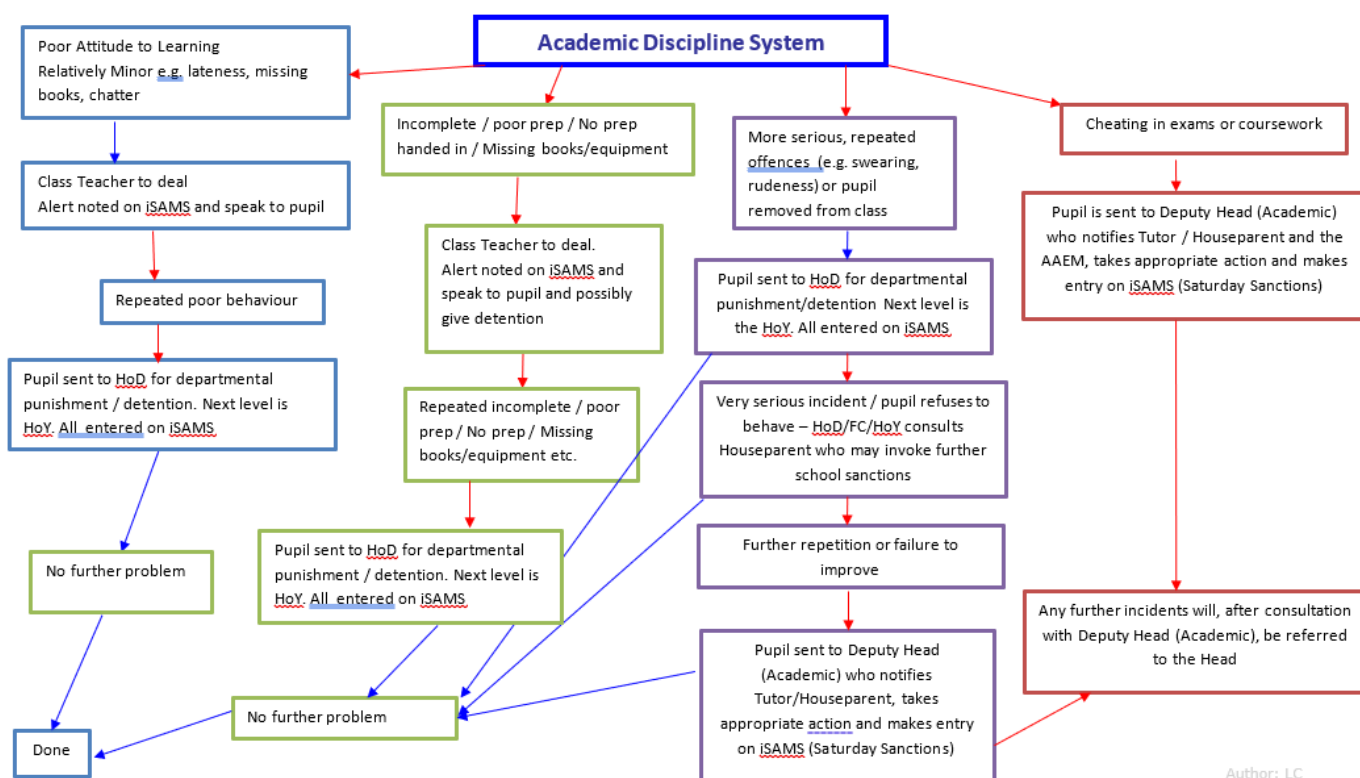 Academic Discipline System
Poor Attitude to Learning
Relatively Minor e.g. lateness, missing
books, chatter
Class Teacher to deal
Alert noted on iSAMS and speak to pupil
Repeated poor behaviour
Pupil sent to HoD for departmental
punishment / detention. Next level is
HoY. All  entered on iSAMS
No further problem
Done
Incomplete / poor prep / No prep
handed in / Missing books/equipment
Class Teacher to deal.
Alert noted on iSAMS and
speak to pupil and possibly
give detention
Repeated incomplete / poor
prep / No prep / Missing
books/equipment etc.
Pupil sent to HoD for departmental
punishment / detention. Next level is
HoY. All  entered on iSAMS
No further problem
More serious, repeated
offences  (e.g. swearing,
rudeness) or pupil
removed from class
Pupil sent to HoD for departmental
punishment/detention Next level is
the HoY. All entered on iSAMS
Very serious incident / pupil refuses to
behave – HoD/FC/HoY consults
Houseparent who may invoke further
school sanctions
Further repetition or failure to
improve
Pupil sent to Deputy Head
(Academic) who notifies
Tutor/Houseparent, takes
appropriate action and makes entry
on iSAMS (Saturday Sanctions)
Cheating in exams or coursework
Pupil is sent to Deputy Head (Academic)
who notifies Tutor / Houseparent and the
AAEM, takes appropriate action and makes
entry on iSAMS (Saturday Sanctions)
Any further incidents will, after consultation
with Deputy Head (Academic), be referred
to the Head
Author: LC